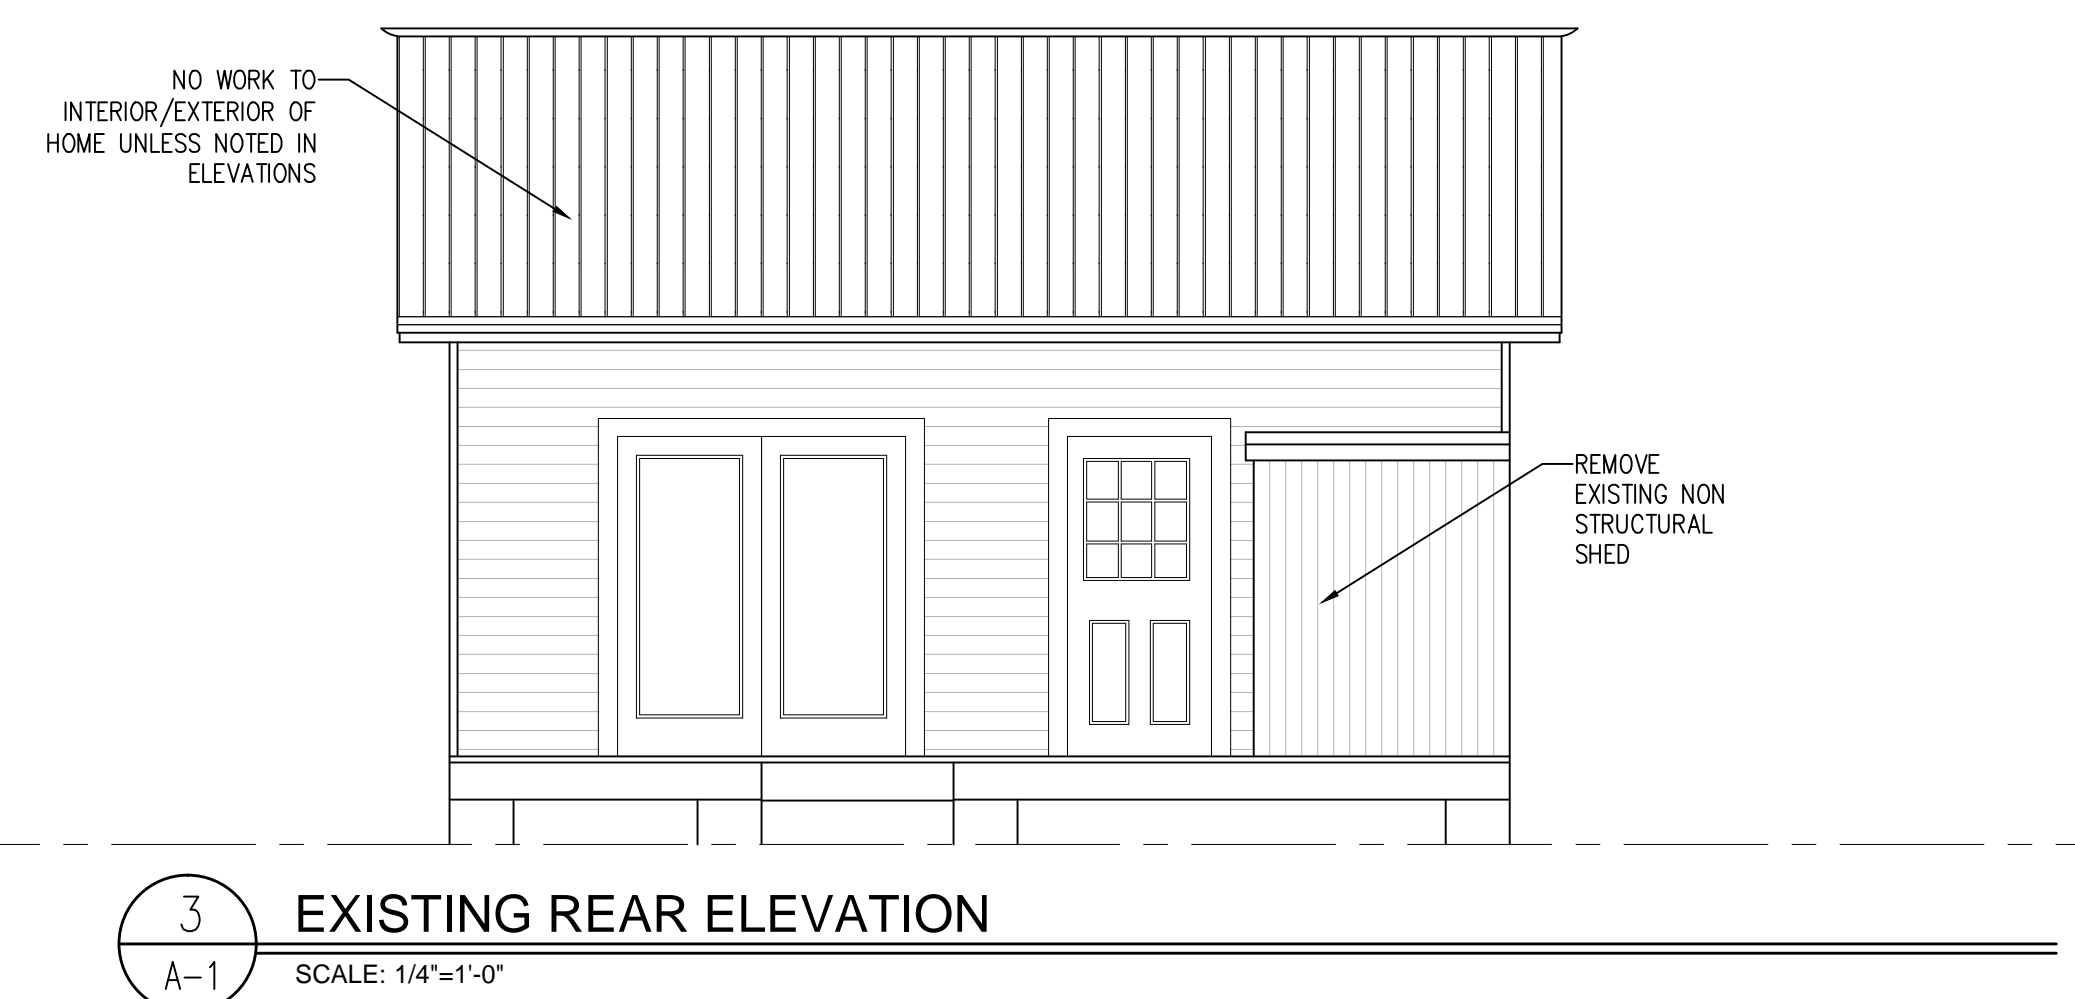 NO WORK TO
INTERIOR/EXTERIOR OF
HOME UNLESS NOTED IN
ELEVATIONS
REMOVE
EXISTING NON
STRUCTURAL
SHED
3
A-1
EXISTING REAR ELEVATION
SCALE: 1/4"=1'-0"